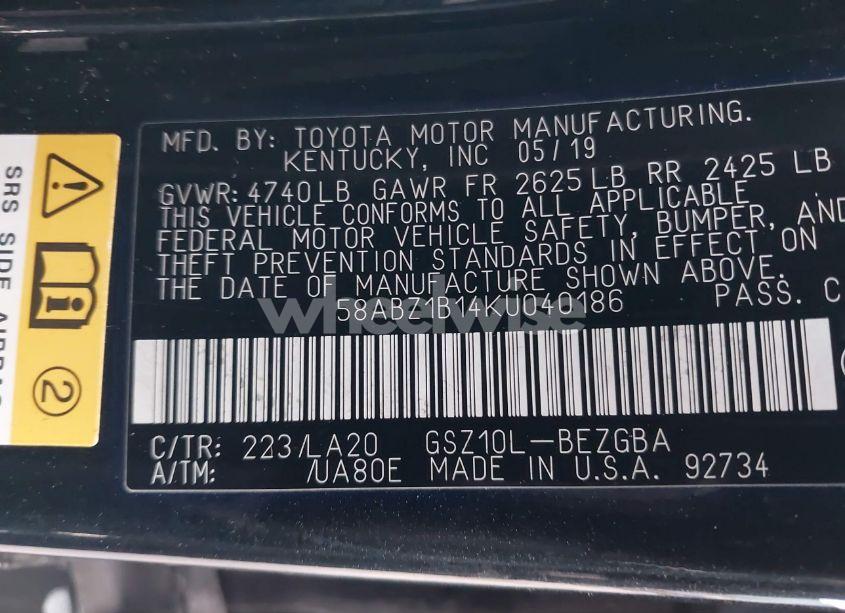 MFD. BY: TOYOTA MOTOR MANUFACTURING.
KENTUCKY, INC 05/19
GVWR: 4740LB GAWR FR 2625LB RR 2425 LB
THIS VEHICLE CONFORMS TO ALL APPLICABLE
FEDERAL MOTOR VEHICLE SAFETY, BUMPER, AND
THEFT PREVENTION STANDARDS IN EFFECT ON
THE DATE OF MANUFACTURE SHOWN ABOVE.
58ABZ1B14KU040186 PASS. C
wheelwise
C/TR: 223/LA20 GSZ10L-BEZGBA
A/TM: /UA80E MADE IN U.S.A. 92734
SRS SIDE
2